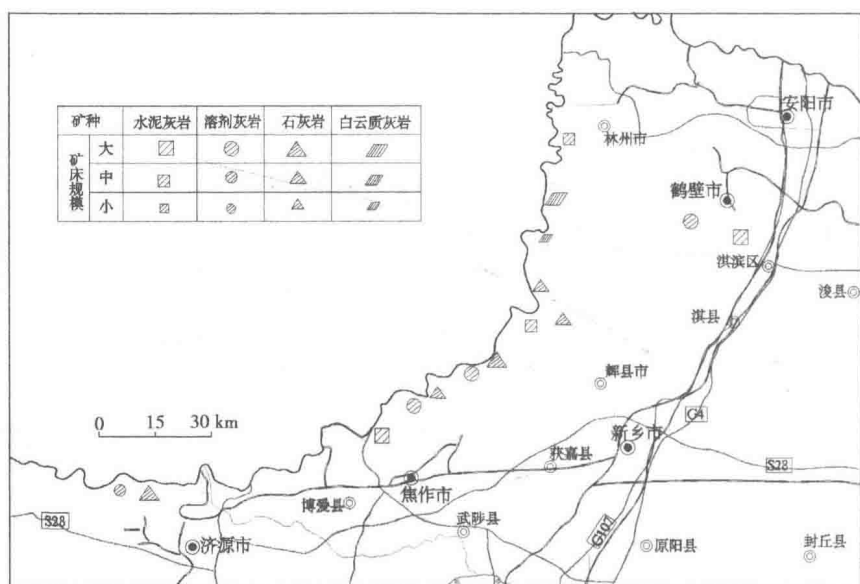 矿种 水泥灰岩 溶剂灰岩 石灰岩 白云质灰岩
矿床规模
大
中
小
安阳市
林州市
鹤壁市
淇滨区
浚县
淇县
辉县市
0 15 30 km
G4
新乡市
获嘉县
S28
焦作市
博爱县
武陟县
S28
G107
济源市
原阳县
封丘县